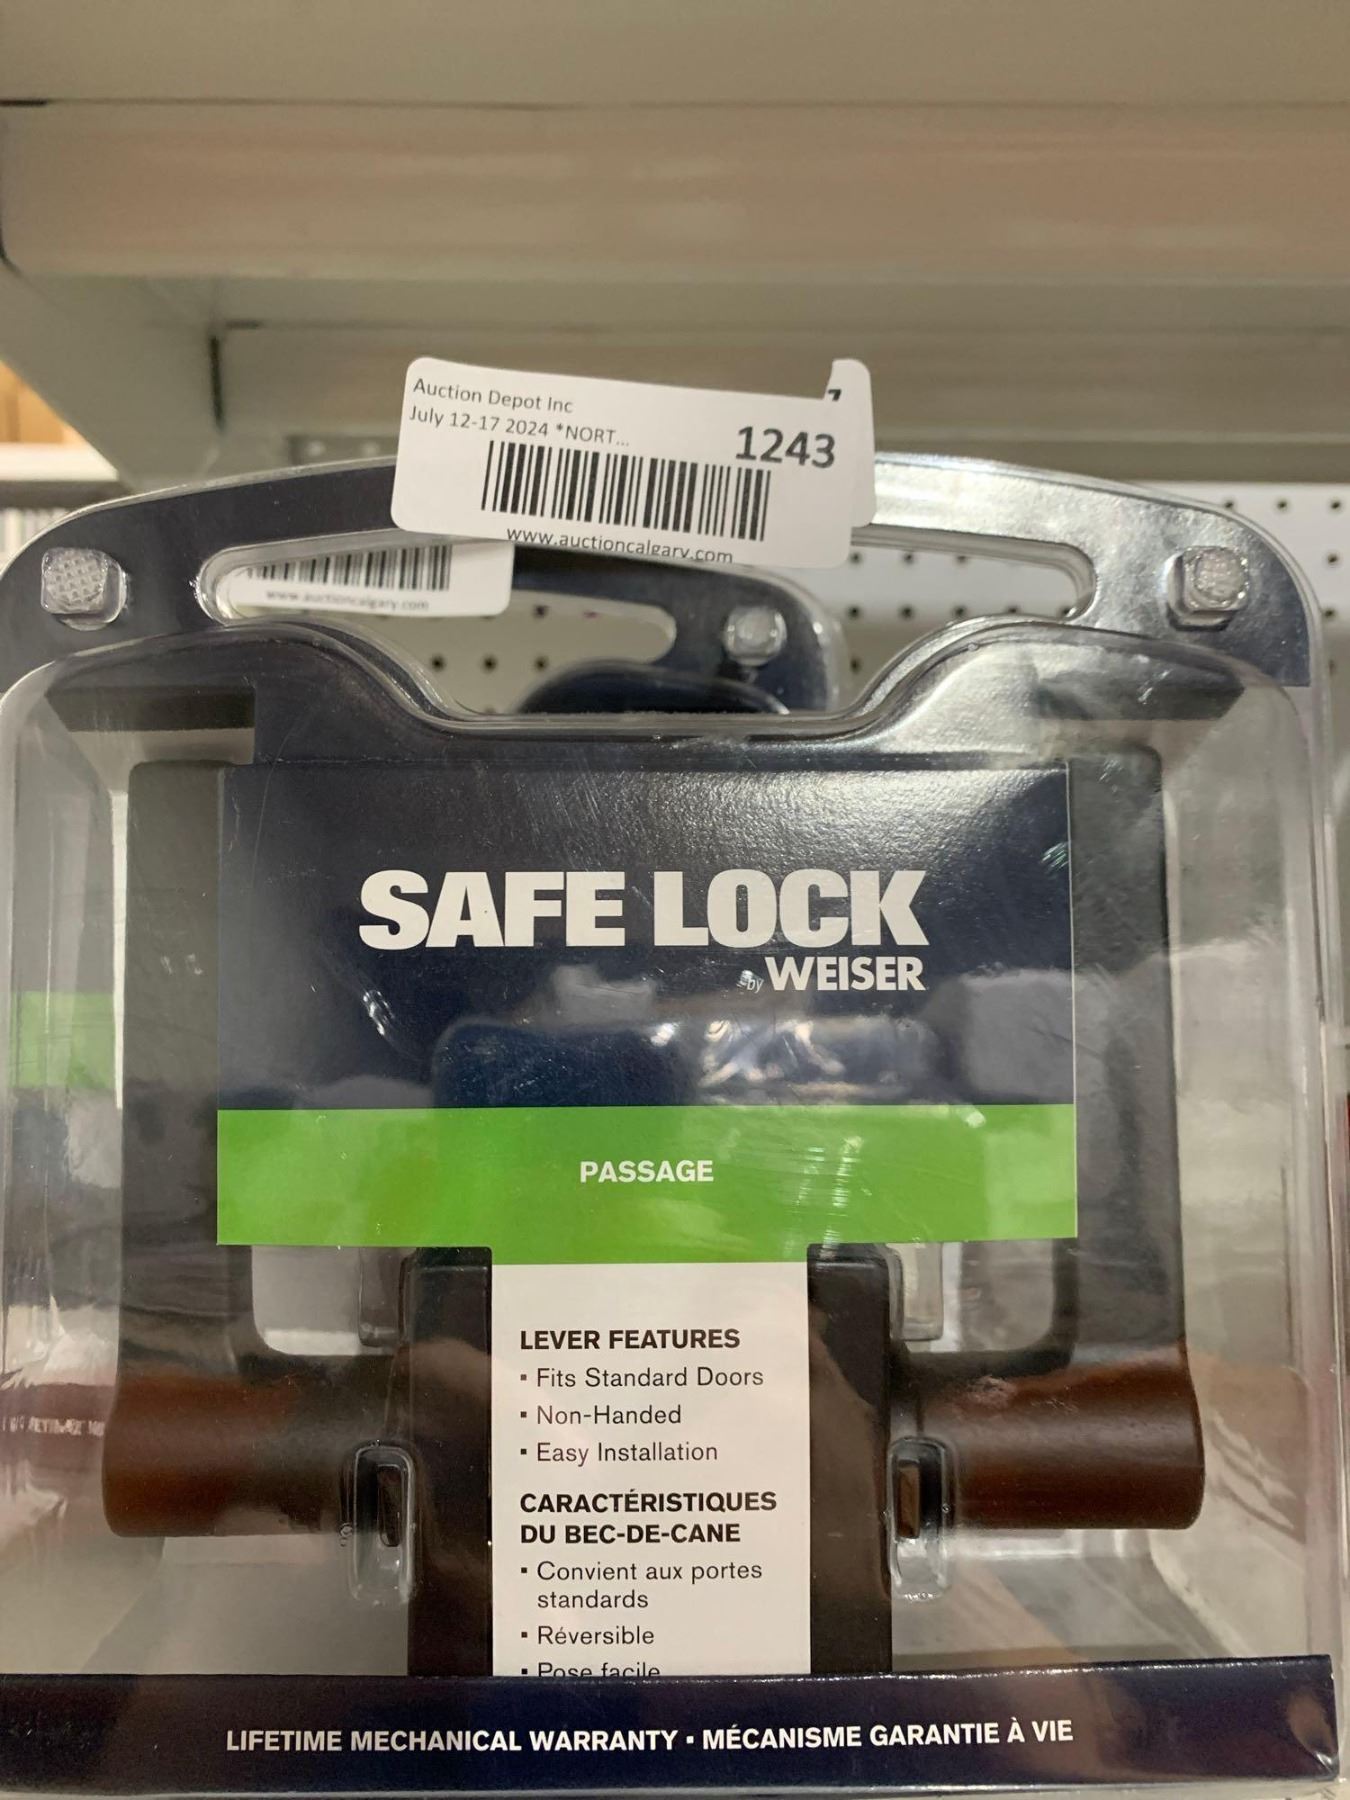 Auction Depot Inc
July 12-17 2024 *NORT...
1243
www.auctioncalgary.com
www.auctioncalgary.com
SAFE LOCK
by WEISER
PASSAGE
LEVER FEATURES
▪ Fits Standard Doors
▪ Non-Handed
▪ Easy Installation
CARACTÉRISTIQUES
DU BEC-DE-CANE
▪ Convient aux portes
standards
▪ Réversible
▪ Pose facile
LIFETIME MECHANICAL WARRANTY ▪ MÉCANISME GARANTIE À VIE